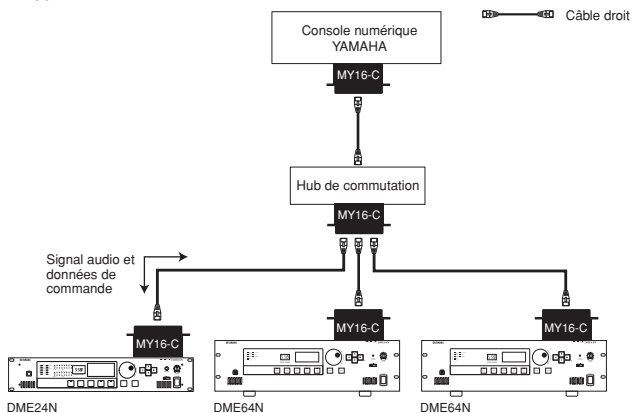 Câble droit
Console numérique
YAMAHA
MY16-C
Hub de commutation
MY16-C
Signal audio et
données de
commande
MY16-C
MY16-C
MY16-C
DME24N
DME64N
DME64N